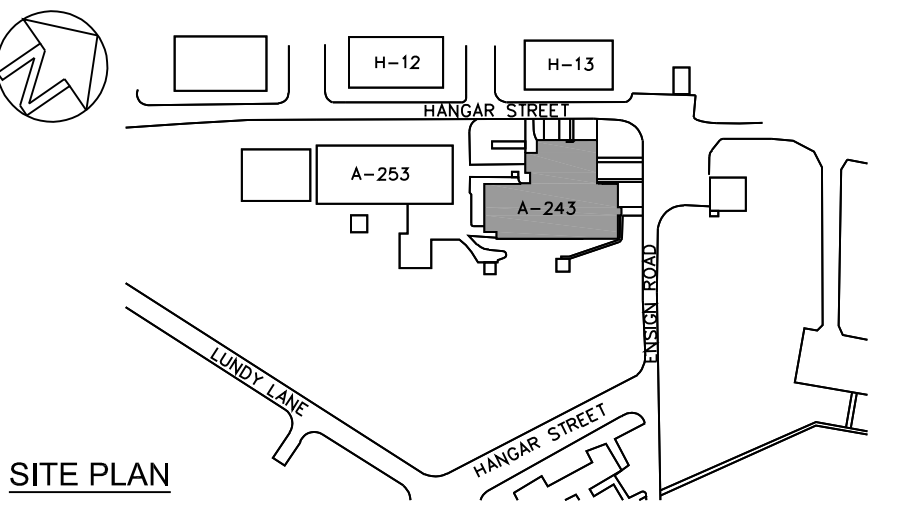 N
H-12
H-13
HANGAR STREET
A-253
A-243
ENSIGN ROAD
LUNDY LANE
HANGAR STREET
SITE PLAN